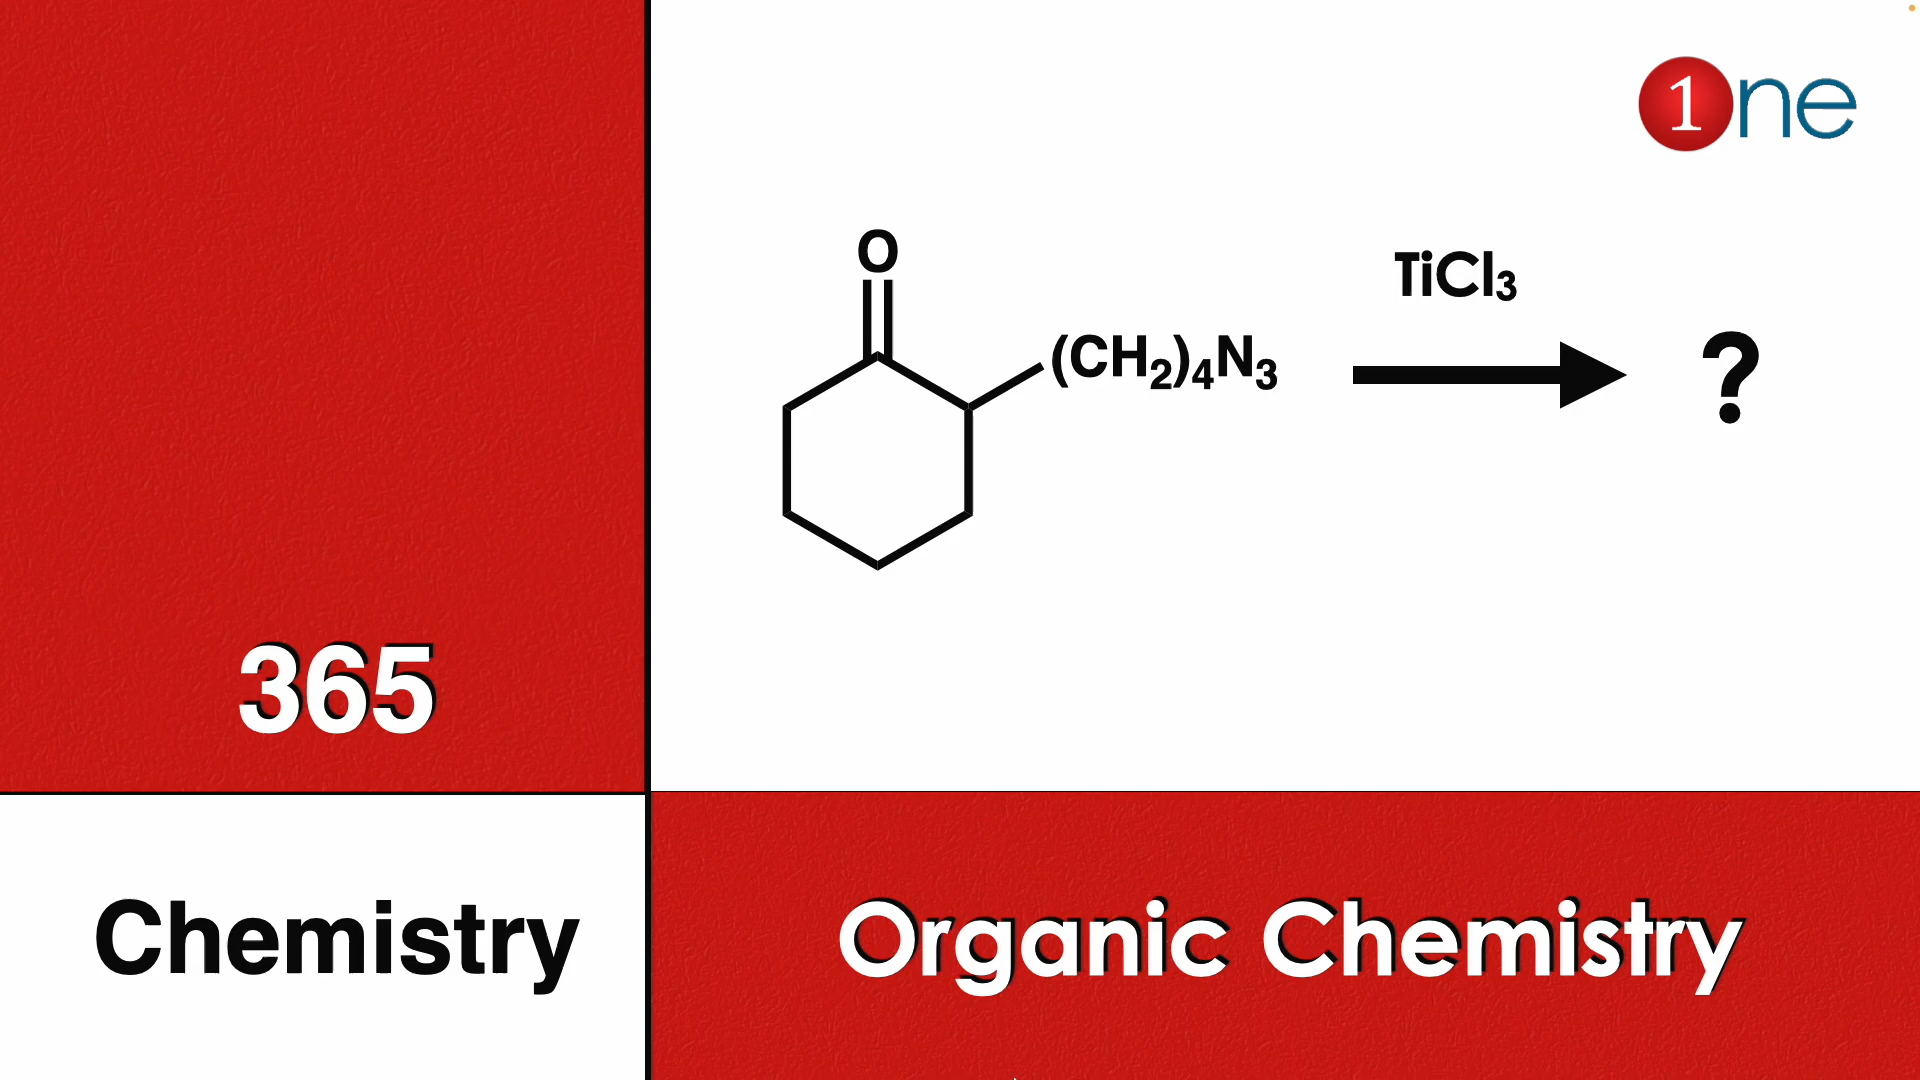 1ne
O
(CH₂)₄N₃
TiCl₃
?
365
Chemistry
Organic Chemistry